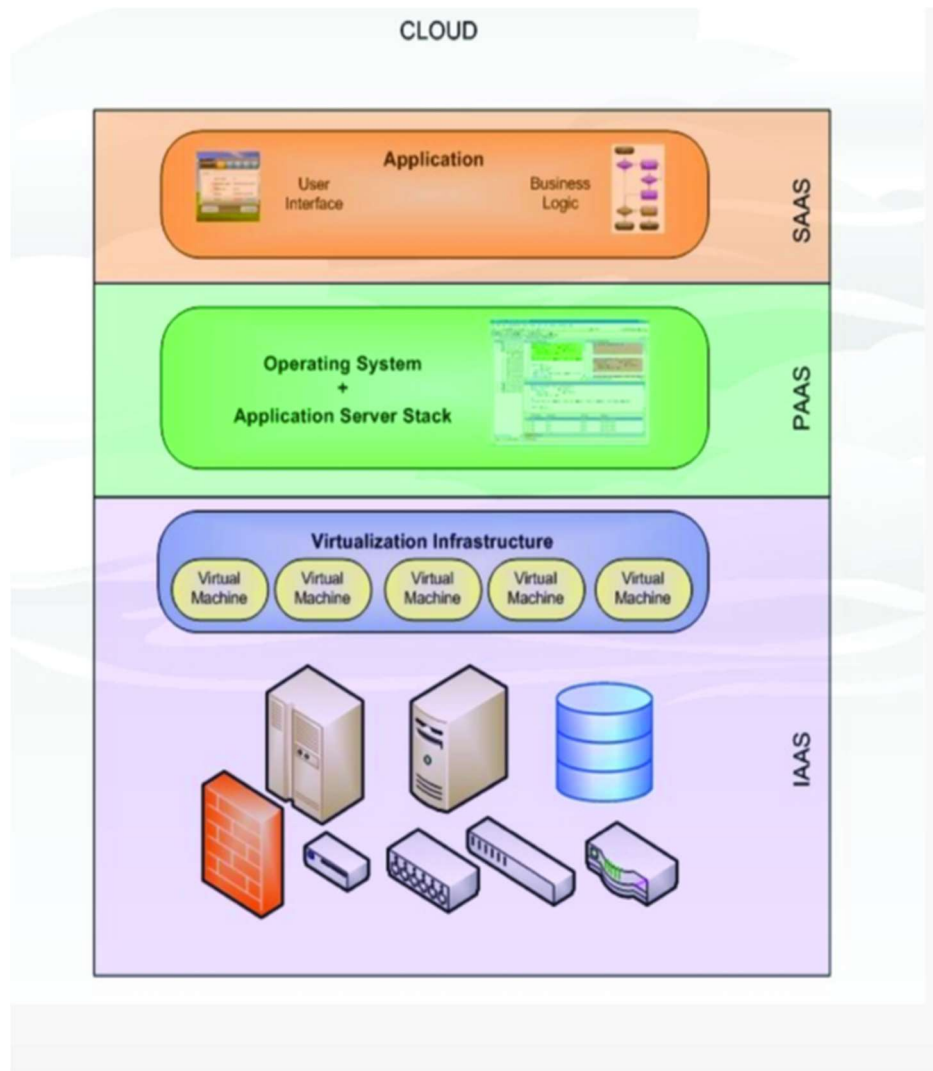 CLOUD
Application
User
Interface
Business
Logic
SAAS
Operating System
+
Application Server Stack
PAAS
Virtualization Infrastructure
Virtual
Machine
Virtual
Machine
Virtual
Machine
Virtual
Machine
Virtual
Machine
IAAS